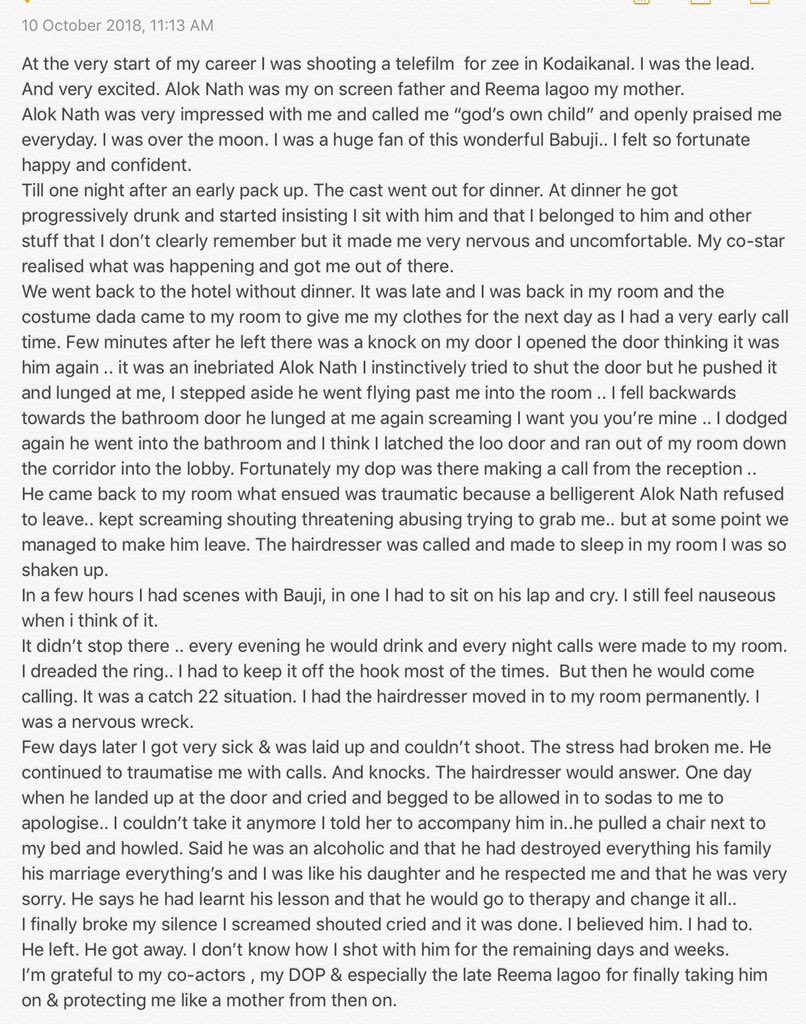 10 October 2018, 11:13 AM
At the very start of my career I was shooting a telefilm  for zee in Kodaikanal. I was the lead.
And very excited. Alok Nath was my on screen father and Reema lagoo my mother.
Alok Nath was very impressed with me and called me “god’s own child” and openly praised me
everyday. I was over the moon. I was a huge fan of this wonderful Babuji.. I felt so fortunate
happy and confident.
Till one night after an early pack up. The cast went out for dinner. At dinner he got
progressively drunk and started insisting I sit with him and that I belonged to him and other
stuff that I don’t clearly remember but it made me very nervous and uncomfortable. My co-star
realised what was happening and got me out of there.
We went back to the hotel without dinner. It was late and I was back in my room and the
costume dada came to my room to give me my clothes for the next day as I had a very early call
time. Few minutes after he left there was a knock on my door I opened the door thinking it was
him again .. it was an inebriated Alok Nath I instinctively tried to shut the door but he pushed it
and lunged at me, I stepped aside he went flying past me into the room .. I fell backwards
towards the bathroom door he lunged at me again screaming I want you you’re mine .. I dodged
again he went into the bathroom and I think I latched the loo door and ran out of my room down
the corridor into the lobby. Fortunately my dop was there making a call from the reception ..
He came back to my room what ensued was traumatic because a belligerent Alok Nath refused
to leave.. kept screaming shouting threatening abusing trying to grab me.. but at some point we
managed to make him leave. The hairdresser was called and made to sleep in my room I was so
shaken up.
In a few hours I had scenes with Bauji, in one I had to sit on his lap and cry. I still feel nauseous
when i think of it.
It didn’t stop there .. every evening he would drink and every night calls were made to my room.
I dreaded the ring.. I had to keep it off the hook most of the times.  But then he would come
calling. It was a catch 22 situation. I had the hairdresser moved in to my room permanently. I
was a nervous wreck.
Few days later I got very sick & was laid up and couldn’t shoot. The stress had broken me. He
continued to traumatise me with calls. And knocks. The hairdresser would answer. One day
when he landed up at the door and cried and begged to be allowed in to sodas to me to
apologise.. I couldn’t take it anymore I told her to accompany him in..he pulled a chair next to
my bed and howled. Said he was an alcoholic and that he had destroyed everything his family
his marriage everything’s and I was like his daughter and he respected me and that he was very
sorry. He says he had learnt his lesson and that he would go to therapy and change it all..
I finally broke my silence I screamed shouted cried and it was done. I believed him. I had to.
He left. He got away. I don’t know how I shot with him for the remaining days and weeks.
I’m grateful to my co-actors , my DOP & especially the late Reema lagoo for finally taking him
on & protecting me like a mother from then on.